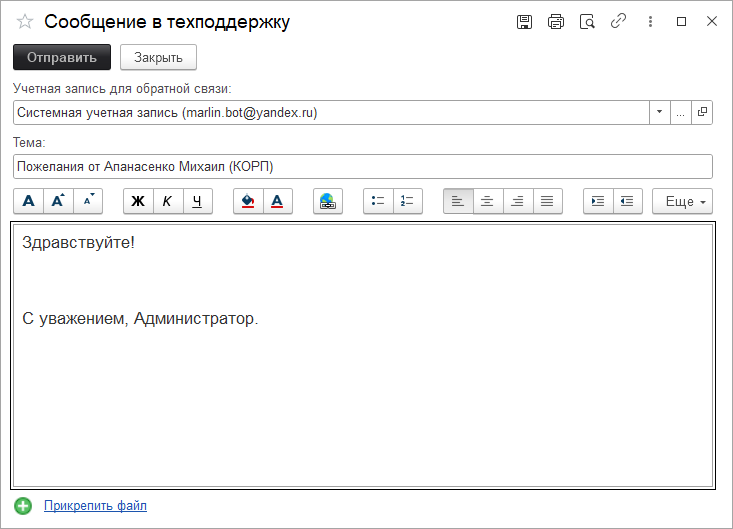 Сообщение в техподдержку
Отправить Закрыть
Учетная запись для обратной связи:
Системная учетная запись (marlin.bot@yandex.ru) ...
Тема:
Пожелания от Апанасенко Михаил (КОРП)
А А А Ж К Ч А Еще
Здравствуйте!
С уважением, Администратор.
Прикрепить файл